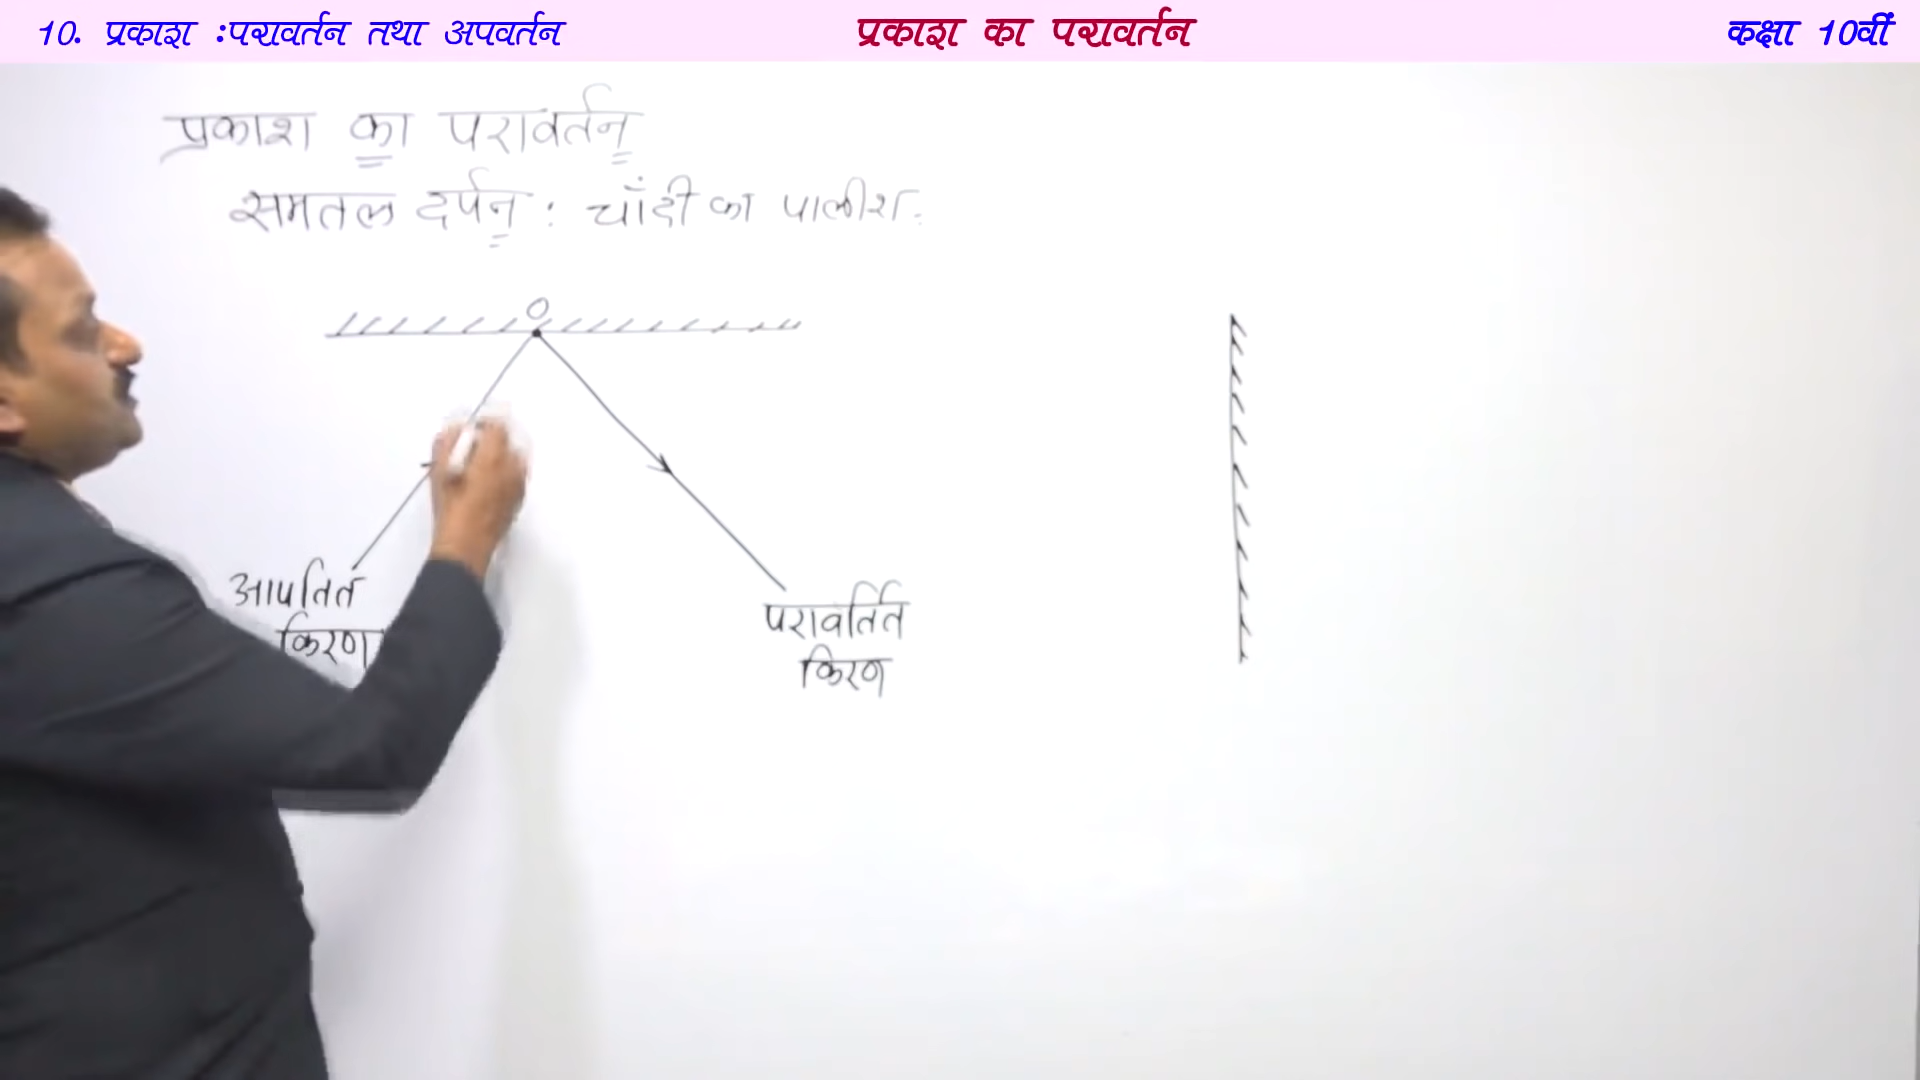 10. प्रकाश :परावर्तन तथा अपवर्तन
प्रकाश का परावर्तन
कक्षा 10वीं
प्रकाश का परावर्तन
समतल दर्पन : चाँदी का पालीश.
O
आपतित
किरण
परावर्तित
किरण